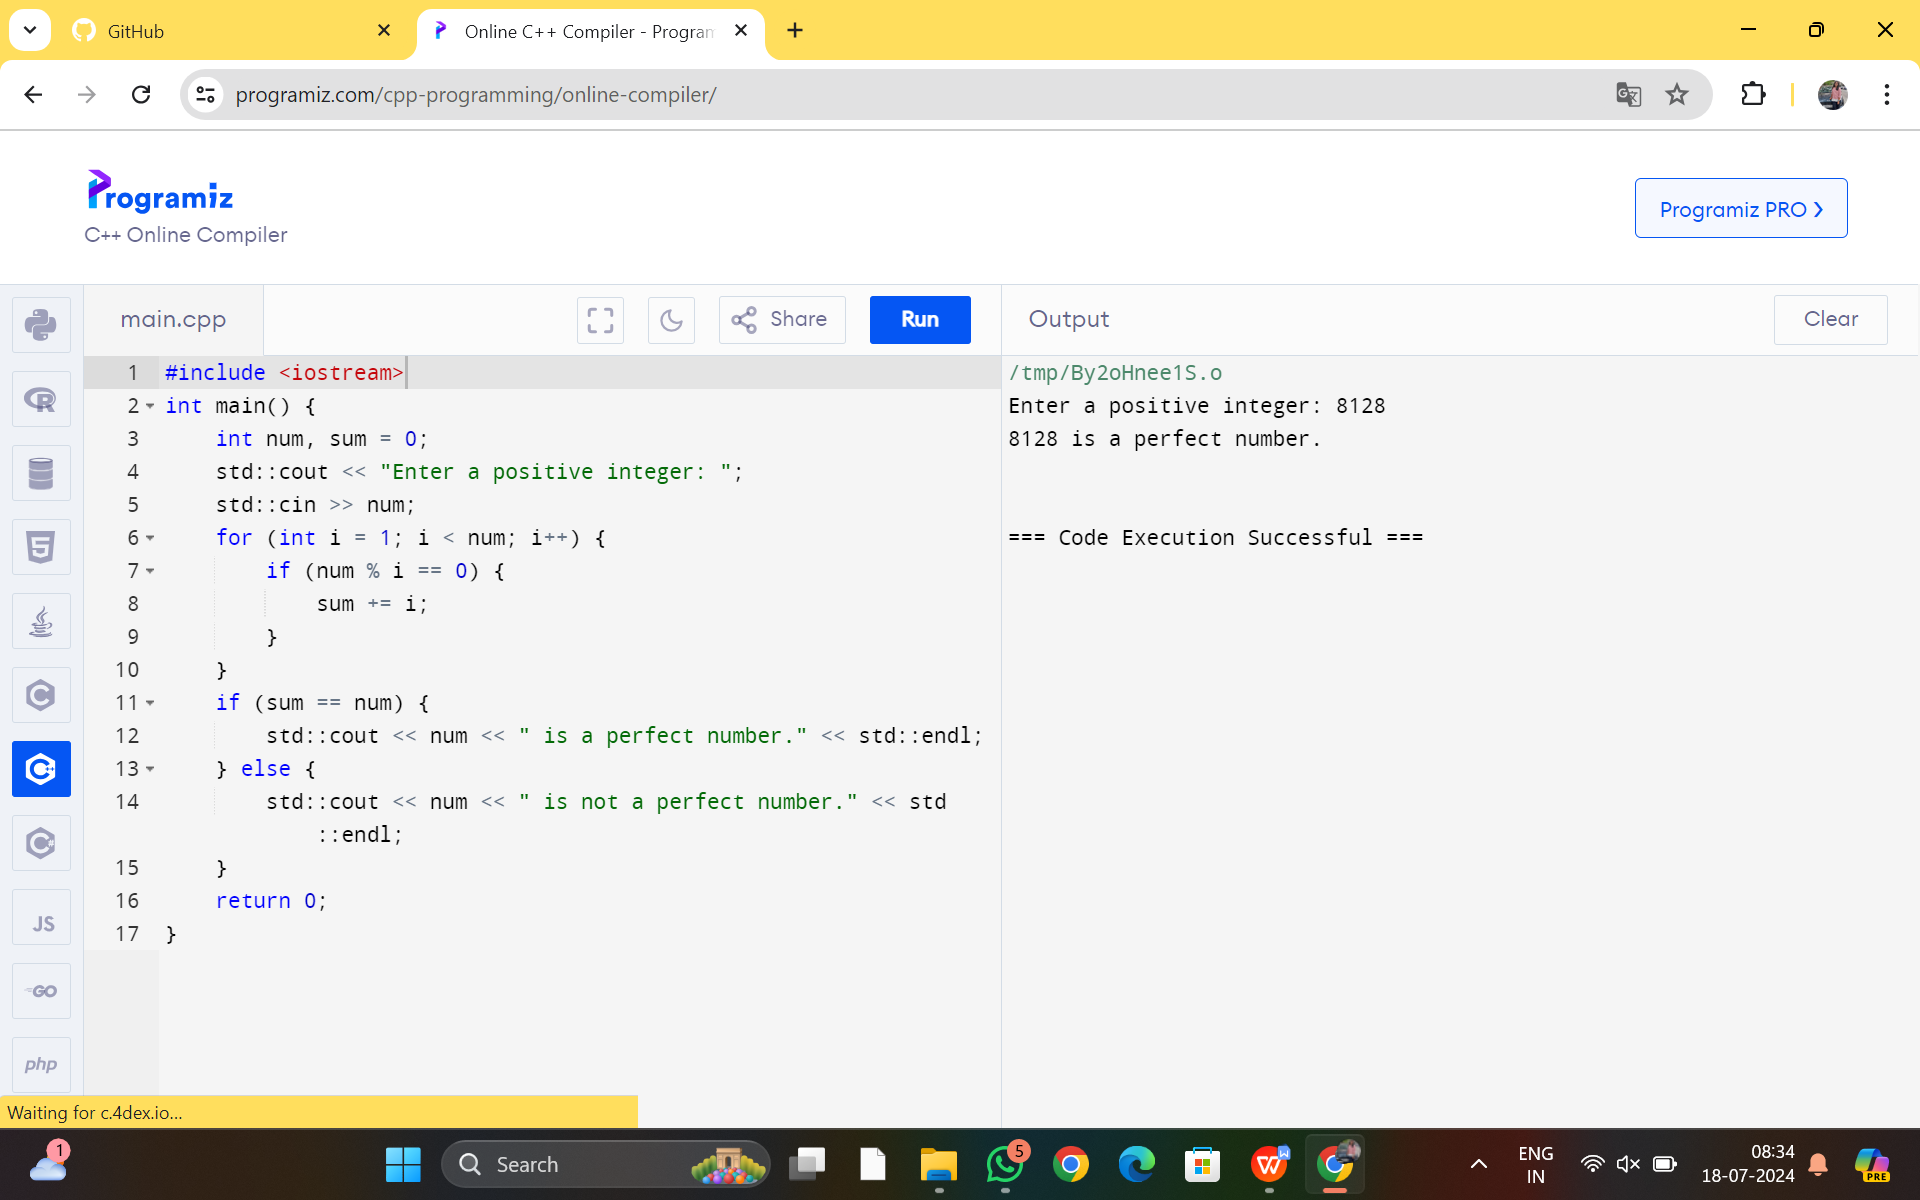 GitHub
Online C++ Compiler - Program
programiz.com/cpp-programming/online-compiler/
Programiz
C++ Online Compiler
Programiz PRO ❯
main.cpp
Share
Run
Output
Clear
1 #include <iostream>
2 int main() {
3     int num, sum = 0;
4     std::cout << "Enter a positive integer: ";
5     std::cin >> num;
6     for (int i = 1; i < num; i++) {
7         if (num % i == 0) {
8             sum += i;
9         }
10     }
11     if (sum == num) {
12         std::cout << num << " is a perfect number." << std::endl;
13     } else {
14         std::cout << num << " is not a perfect number." << std
            ::endl;
15     }
16     return 0;
17 }
/tmp/By2oHnee1S.o
Enter a positive integer: 8128
8128 is a perfect number.
=== Code Execution Successful ===
R
5
C
C++
C#
JS
GO
php
Waiting for c.4dex.io...
1
Search
5
W
W
ENG
IN
08:34
18-07-2024
PRE